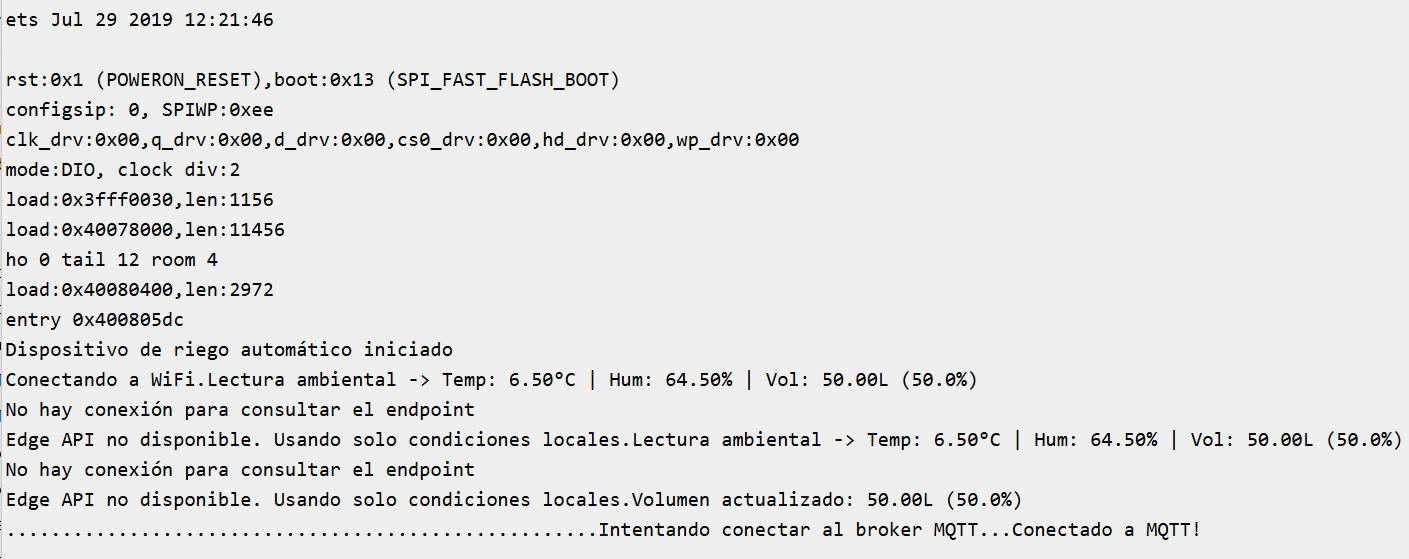 ets Jul 29 2019 12:21:46
rst:0x1 (POWERON_RESET),boot:0x13 (SPI_FAST_FLASH_BOOT)
configsip: 0, SPIWP:0xee
clk_drv:0x00,q_drv:0x00,d_drv:0x00,cs0_drv:0x00,hd_drv:0x00,wp_drv:0x00
mode:DIO, clock div:2
load:0x3fff0030,len:1156
load:0x40078000,len:11456
ho 0 tail 12 room 4
load:0x40080400,len:2972
entry 0x400805dc
Dispositivo de riego automático iniciado
Conectando a WiFi.Lectura ambiental -> Temp: 6.50°C | Hum: 64.50% | Vol: 50.00L (50.0%)
No hay conexión para consultar el endpoint
Edge API no disponible. Usando solo condiciones locales.Lectura ambiental -> Temp: 6.50°C | Hum: 64.50% | Vol: 50.00L (50.0%)
No hay conexión para consultar el endpoint
Edge API no disponible. Usando solo condiciones locales.Volumen actualizado: 50.00L (50.0%)
.....................................................Intentando conectar al broker MQTT...Conectado a MQTT!